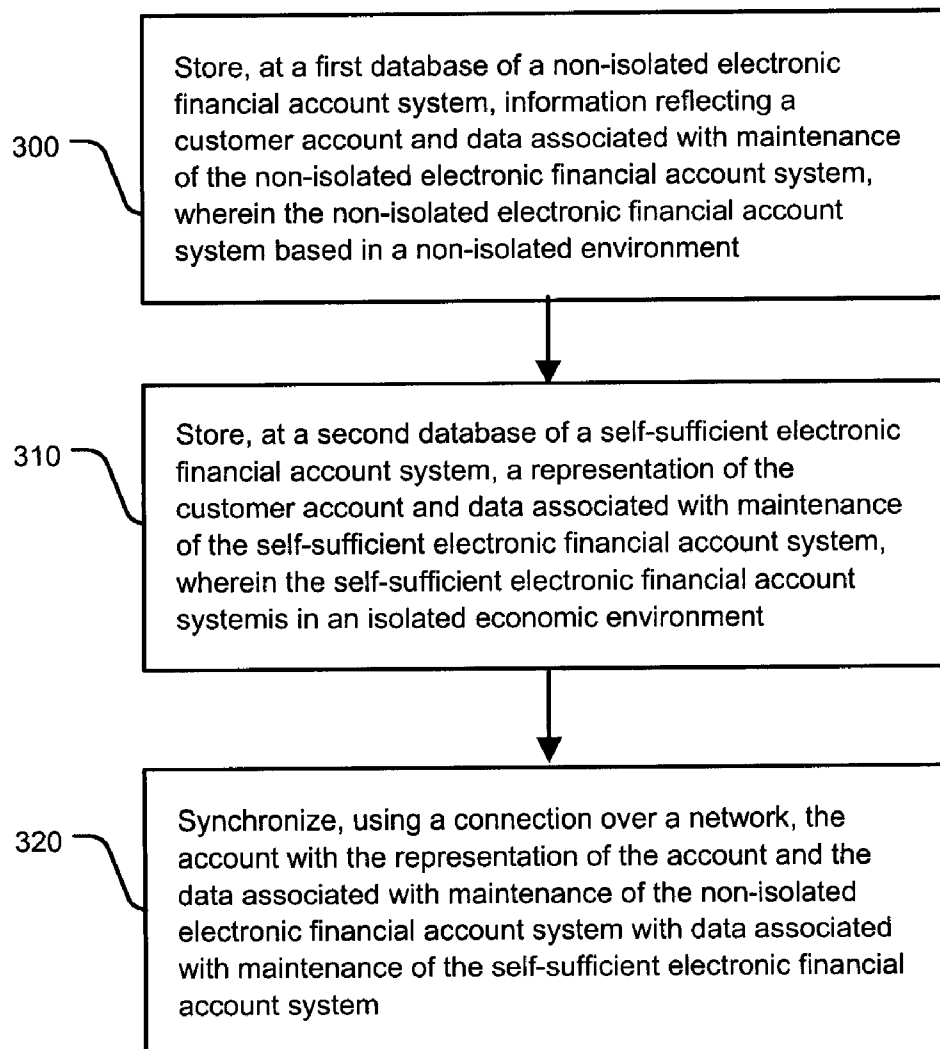 Store, at a first database of a non-isolated electronic
financial account system, information reflecting a
customer account and data associated with maintenance
of the non-isolated electronic financial account system,
wherein the non-isolated electronic financial account
system based in a non-isolated environment
300
Store, at a second database of a self-sufficient electronic
financial account system, a representation of the
customer account and data associated with maintenance
of the self-sufficient electronic financial account system,
wherein the self-sufficient electronic financial account
systemis in an isolated economic environment
310
Synchronize, using a connection over a network, the
account with the representation of the account and the
data associated with maintenance of the non-isolated
electronic financial account system with data associated
with maintenance of the self-sufficient electronic financial
account system
320